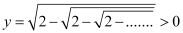 y = √(2 − √(2 − √(2 − ....... > 0